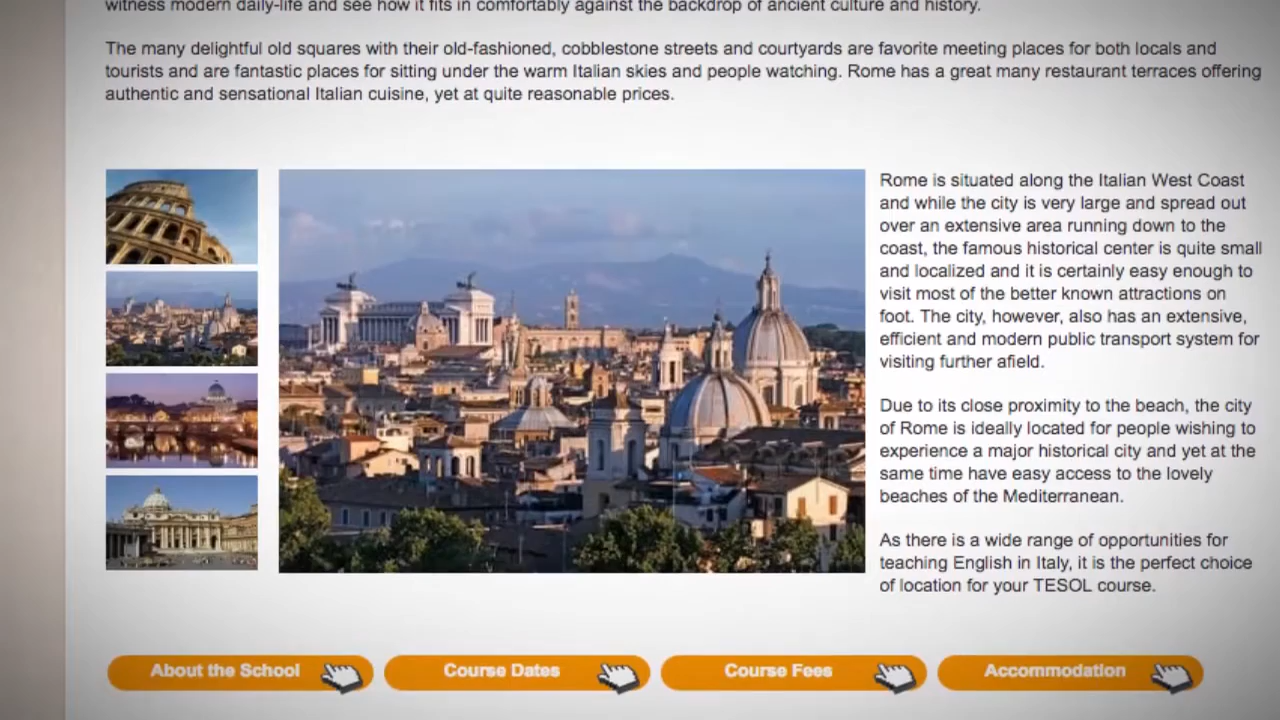 witness modern daily-life and see how it fits in comfortably against the backdrop of ancient culture and history.
The many delightful old squares with their old-fashioned, cobblestone streets and courtyards are favorite meeting places for both locals and
tourists and are fantastic places for sitting under the warm Italian skies and people watching. Rome has a great many restaurant terraces offering
authentic and sensational Italian cuisine, yet at quite reasonable prices.
Rome is situated along the Italian West Coast
and while the city is very large and spread out
over an extensive area running down to the
coast, the famous historical center is quite small
and localized and it is certainly easy enough to
visit most of the better known attractions on
foot. The city, however, also has an extensive,
efficient and modern public transport system for
visiting further afield.
Due to its close proximity to the beach, the city
of Rome is ideally located for people wishing to
experience a major historical city and yet at the
same time have easy access to the lovely
beaches of the Mediterranean.
As there is a wide range of opportunities for
teaching English in Italy, it is the perfect choice
of location for your TESOL course.
About the School
Course Dates
Course Fees
Accommodation